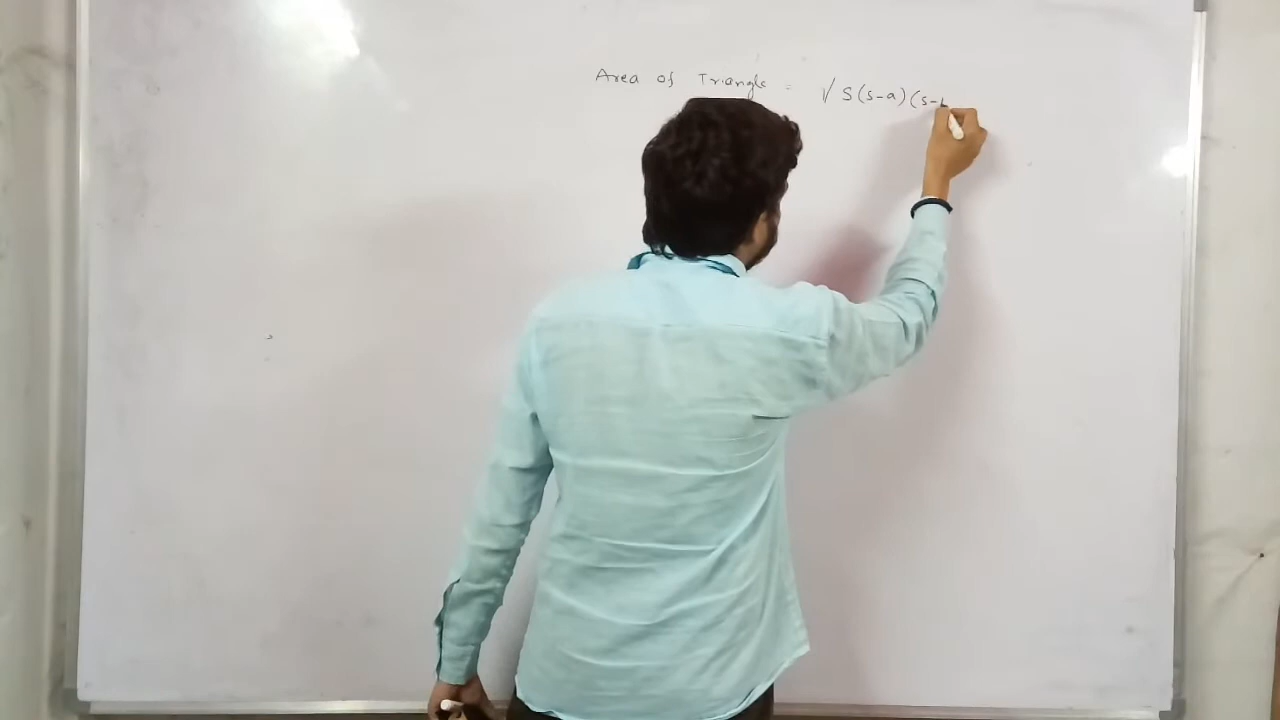 Area of Triangle = √S(s-a)(s-